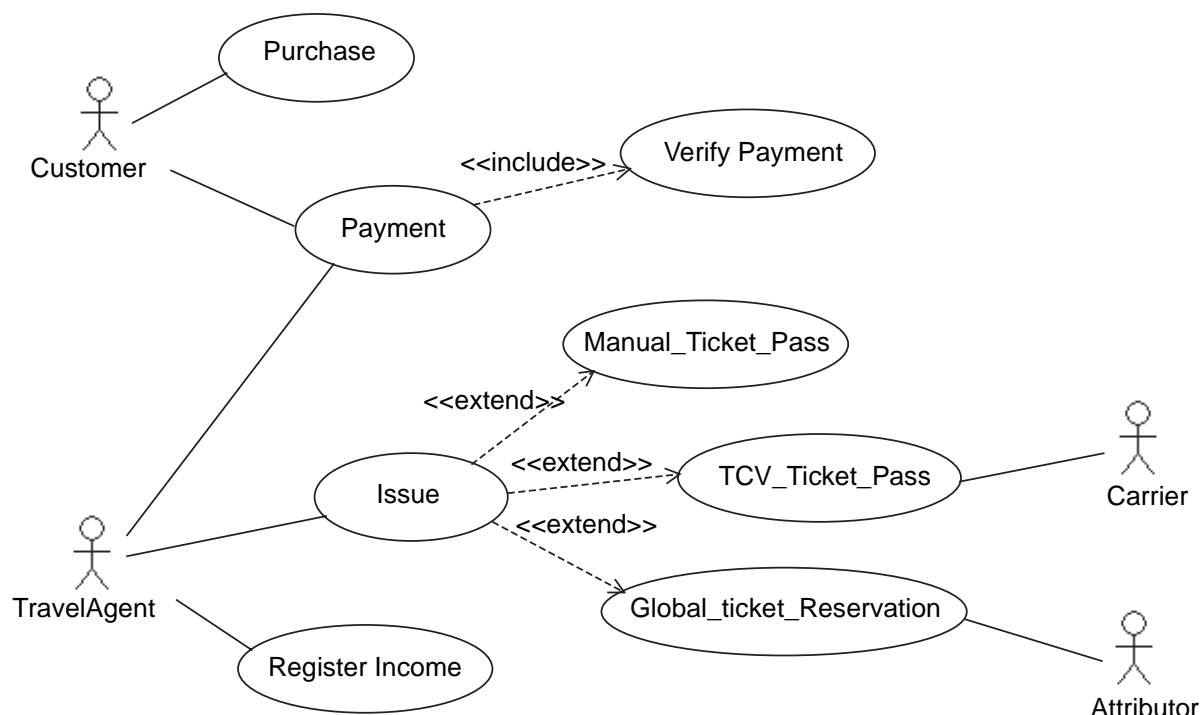 Purchase
Customer
<<include>>
Verify Payment
Payment
Manual_Ticket_Pass
<<extend>>
<<extend>>
TCV_Ticket_Pass
Issue
Carrier
<<extend>>
TravelAgent
Global_ticket_Reservation
Register Income
Attributor